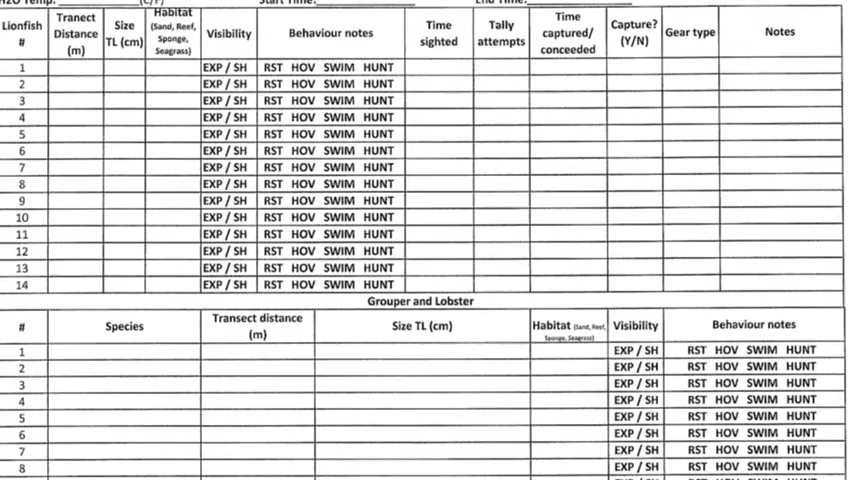 H2O Temp: (C/F) Start Time: End Time:
Lionfish # Tranect Distance (m) Size TL (cm) Habitat (Sand, Reef, Sponge, Seagrass) Visibility Behaviour notes Time sighted Tally attempts Time captured/ conceeded Capture? (Y/N) Gear type Notes
1 EXP / SH RST HOV SWIM HUNT
2 EXP / SH RST HOV SWIM HUNT
3 EXP / SH RST HOV SWIM HUNT
4 EXP / SH RST HOV SWIM HUNT
5 EXP / SH RST HOV SWIM HUNT
6 EXP / SH RST HOV SWIM HUNT
7 EXP / SH RST HOV SWIM HUNT
8 EXP / SH RST HOV SWIM HUNT
9 EXP / SH RST HOV SWIM HUNT
10 EXP / SH RST HOV SWIM HUNT
11 EXP / SH RST HOV SWIM HUNT
12 EXP / SH RST HOV SWIM HUNT
13 EXP / SH RST HOV SWIM HUNT
14 EXP / SH RST HOV SWIM HUNT
Grouper and Lobster
# Species Transect distance (m) Size TL (cm) Habitat (Sand, Reef, Sponge, Seagrass) Visibility Behaviour notes
1 EXP / SH RST HOV SWIM HUNT
2 EXP / SH RST HOV SWIM HUNT
3 EXP / SH RST HOV SWIM HUNT
4 EXP / SH RST HOV SWIM HUNT
5 EXP / SH RST HOV SWIM HUNT
6 EXP / SH RST HOV SWIM HUNT
7 EXP / SH RST HOV SWIM HUNT
8 EXP / SH RST HOV SWIM HUNT